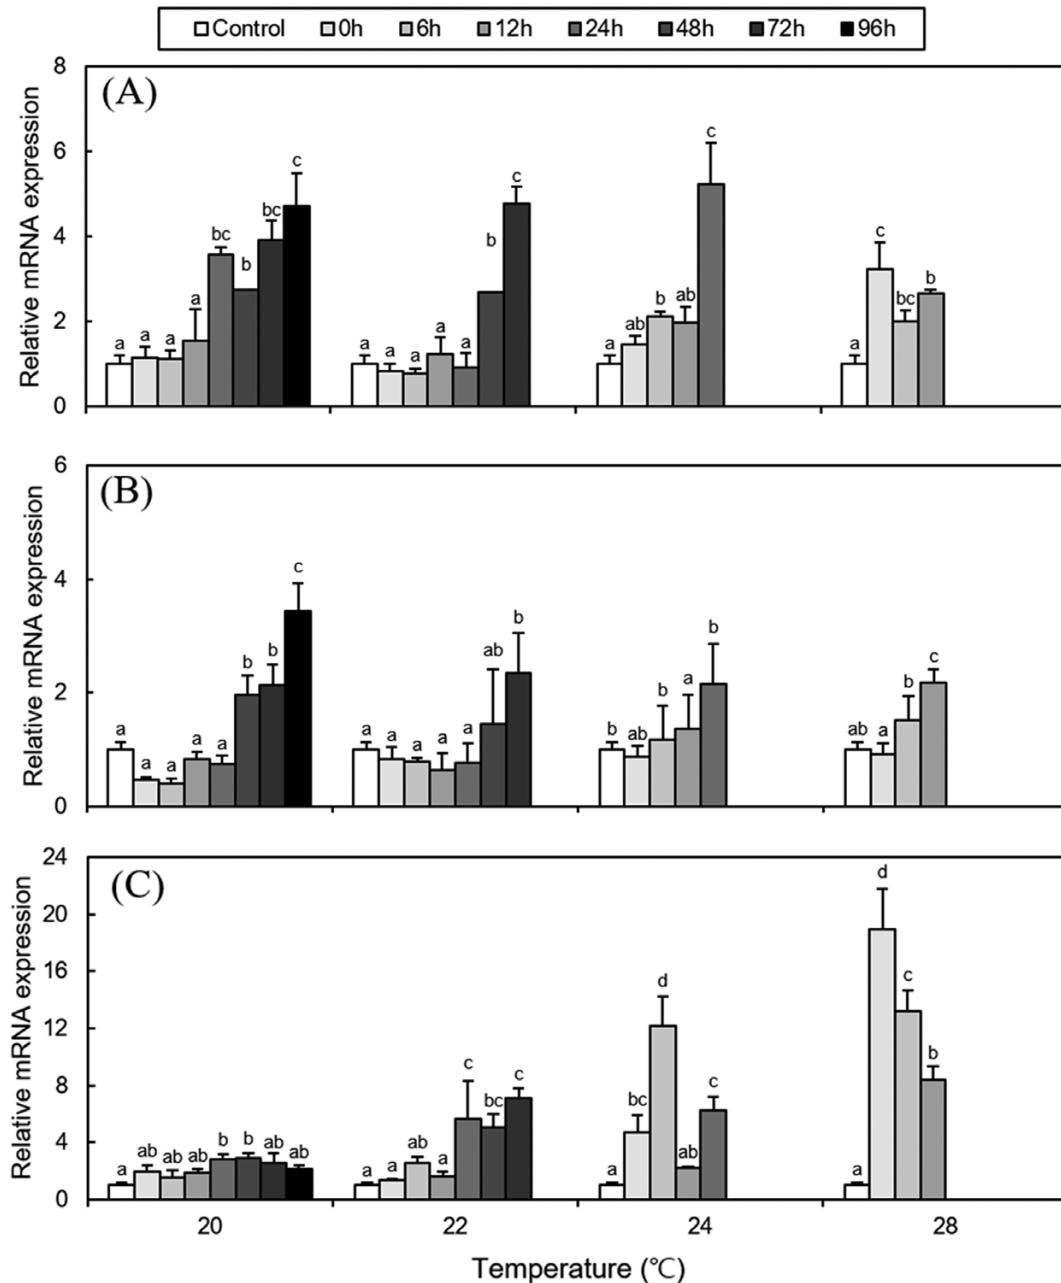 Control 0h 6h 12h 24h 48h 72h 96h
(A)
Relative mRNA expression
8
6
4
2
0
a a a a bc b bc c
a a a a a b c
a ab b ab c
a c bc b
(B)
Relative mRNA expression
6
4
2
0
a a a a a b b c
a a a a a ab b
b ab b a b
ab a b c
(C)
Relative mRNA expression
24
20
16
12
8
4
0
a ab ab ab b b ab ab
a a ab a c bc c
a bc d ab c
a d c b
20 22 24 28
Temperature (℃)